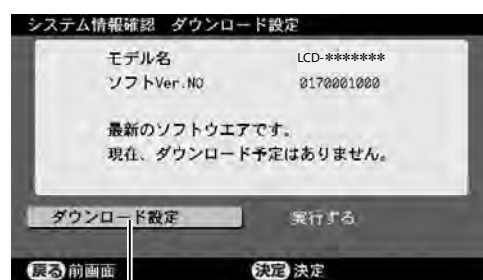 システム情報確認 ダウンロード設定
モデル名 LCD-*******
ソフトVer.NO 0170001000
最新のソフトウエアです。
現在、ダウンロード予定はありません。
ダウンロード設定 実行する
戻る 前画面 決定 決定